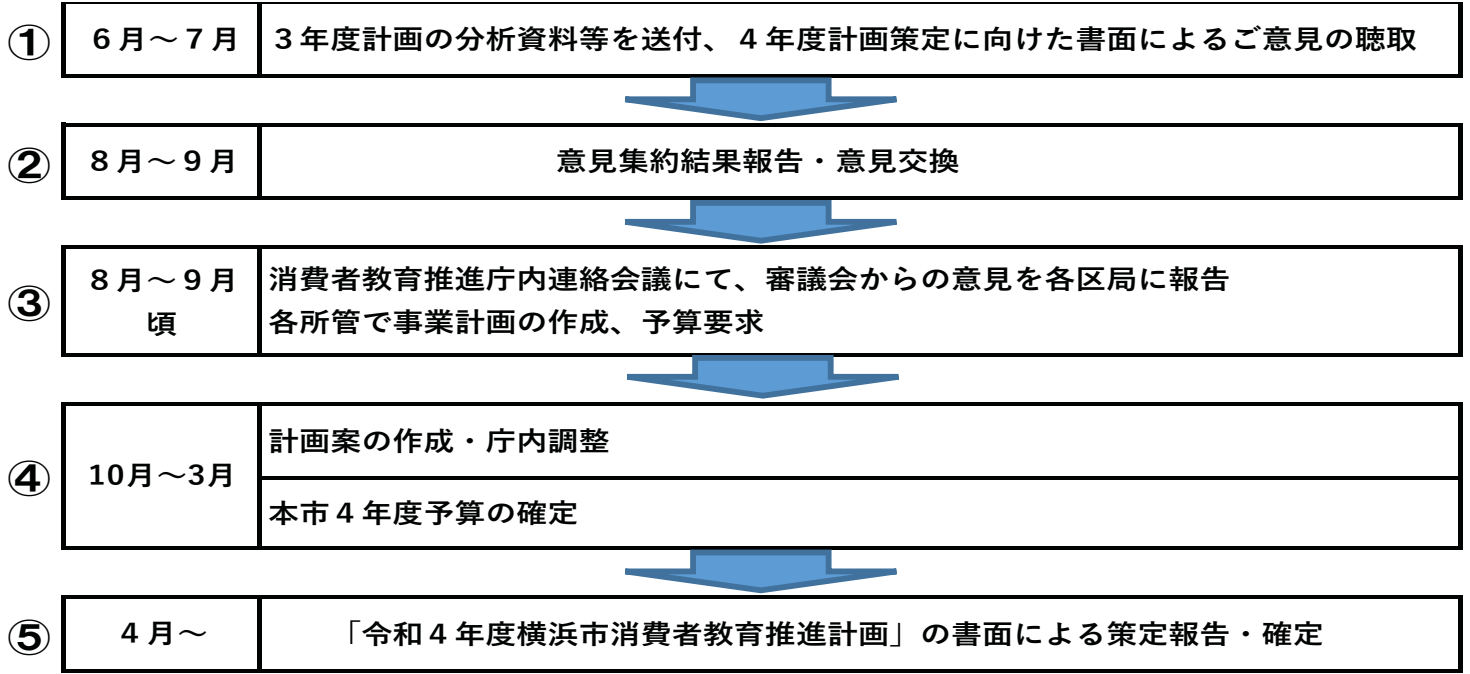 ①
６月～７月
３年度計画の分析資料等を送付、４年度計画策定に向けた書面によるご意見の聴取
②
８月～９月
意見集約結果報告・意見交換
③
８月～９月
頃
消費者教育推進庁内連絡会議にて、審議会からの意見を各区局に報告
各所管で事業計画の作成、予算要求
④
10月～3月
計画案の作成・庁内調整
本市４年度予算の確定
⑤
４月～
「令和４年度横浜市消費者教育推進計画」の書面による策定報告・確定